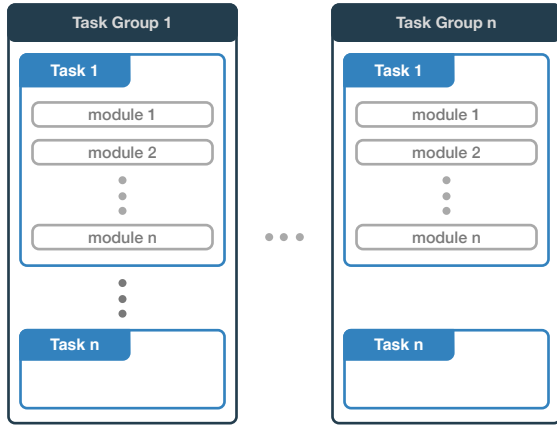 Task Group 1
Task 1
module 1
module 2
module n
Task n
Task Group n
Task 1
module 1
module 2
module n
Task n